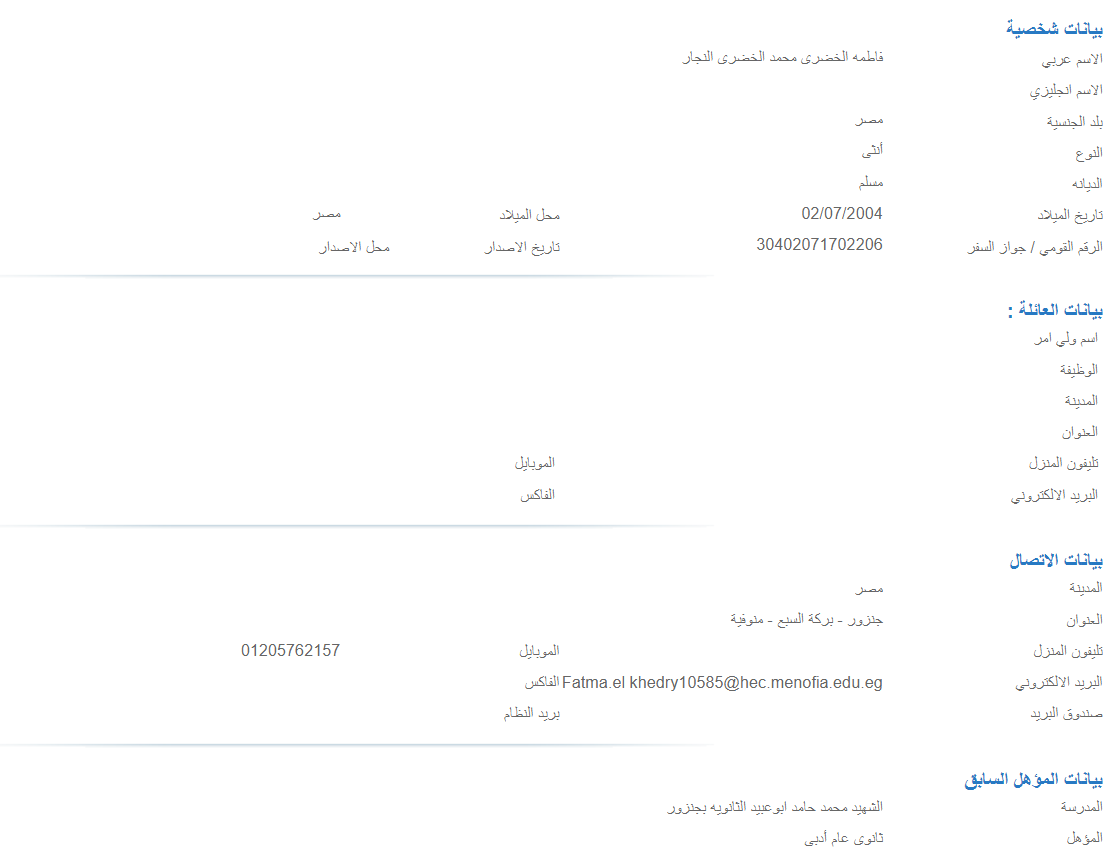 بيانات شخصية
الاسم عربي فاطمه الخضرى محمد الخضرى النجار
الاسم انجليزي
بلد الجنسية مصر
النوع أنثى
الديانه مسلم
تاريخ الميلاد 02/07/2004 محل الميلاد مصر
الرقم القومي / جواز السفر 30402071702206 تاريخ الاصدار محل الاصدار
بيانات العائلة :
اسم ولي امر
الوظيفة
المدينة
العنوان
تليفون المنزل الموبايل
البريد الالكتروني الفاكس
بيانات الاتصال
المدينة مصر
العنوان جنزور - بركة السبع - منوفية
تليفون المنزل الموبايل 01205762157
البريد الالكتروني Fatma.el khedry10585@hec.menofia.edu.eg الفاكس
صندوق البريد بريد النظام
بيانات المؤهل السابق
المدرسة الشهيد محمد حامد ابوعبيد الثانويه بجنزور
المؤهل ثانوى عام أدبى